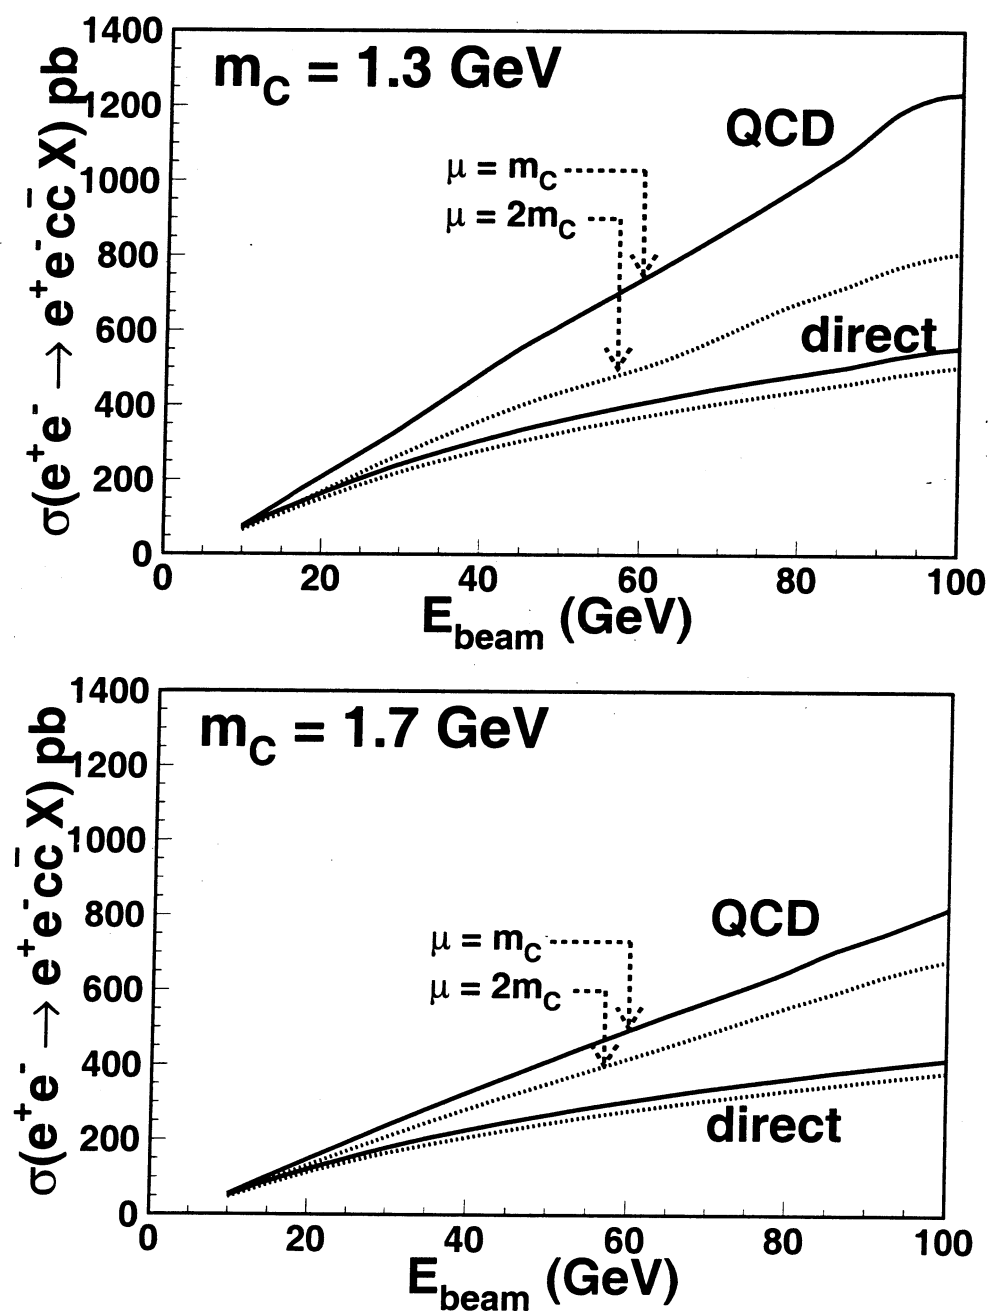 1400
1200
1000
800
600
400
200
0
σ(e⁺e⁻ → e⁺e⁻cc̄ X) pb
m_C = 1.3 GeV
QCD
μ = m_C
μ = 2m_C
direct
0 20 40 60 80 100
E_beam (GeV)
1400
1200
1000
800
600
400
200
0
σ(e⁺e⁻ → e⁺e⁻cc̄ X) pb
m_C = 1.7 GeV
QCD
μ = m_C
μ = 2m_C
direct
0 20 40 60 80 100
E_beam (GeV)